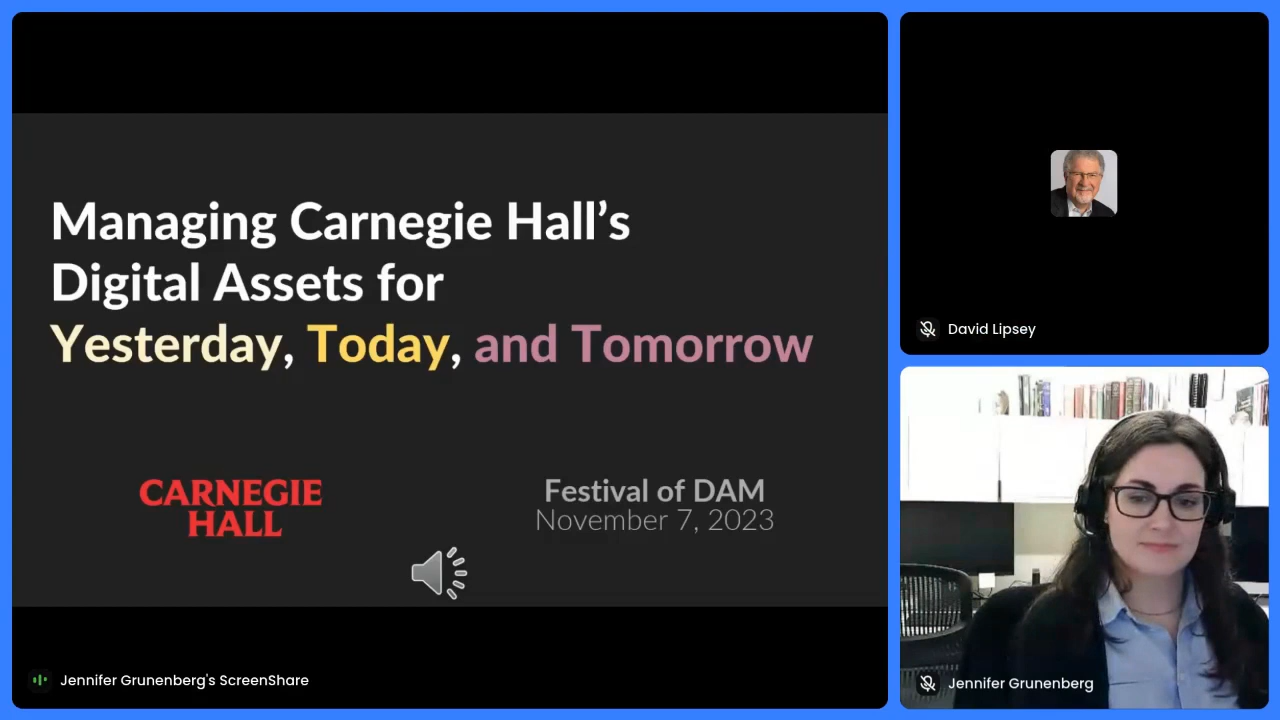 Managing Carnegie Hall’s
Digital Assets for
Yesterday, Today, and Tomorrow
CARNEGIE
HALL
Festival of DAM
November 7, 2023
Jennifer Grunenberg's ScreenShare
David Lipsey
Jennifer Grunenberg